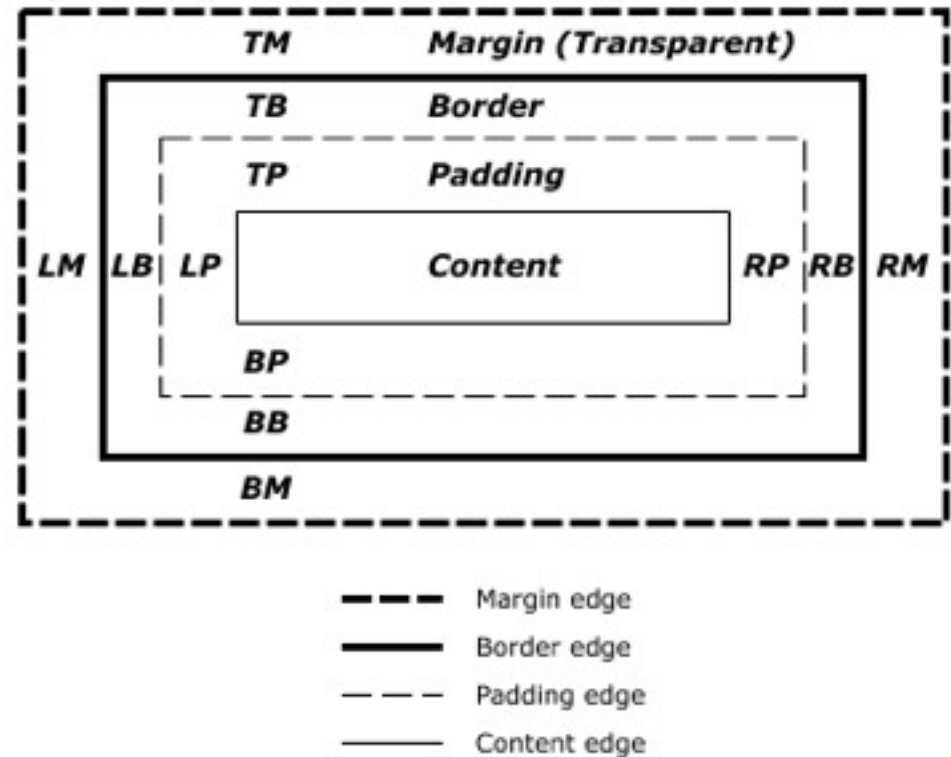 TM Margin (Transparent)
TB Border
TP Padding
LM LB LP Content RP RB RM
BP
BB
BM
Margin edge
Border edge
Padding edge
Content edge